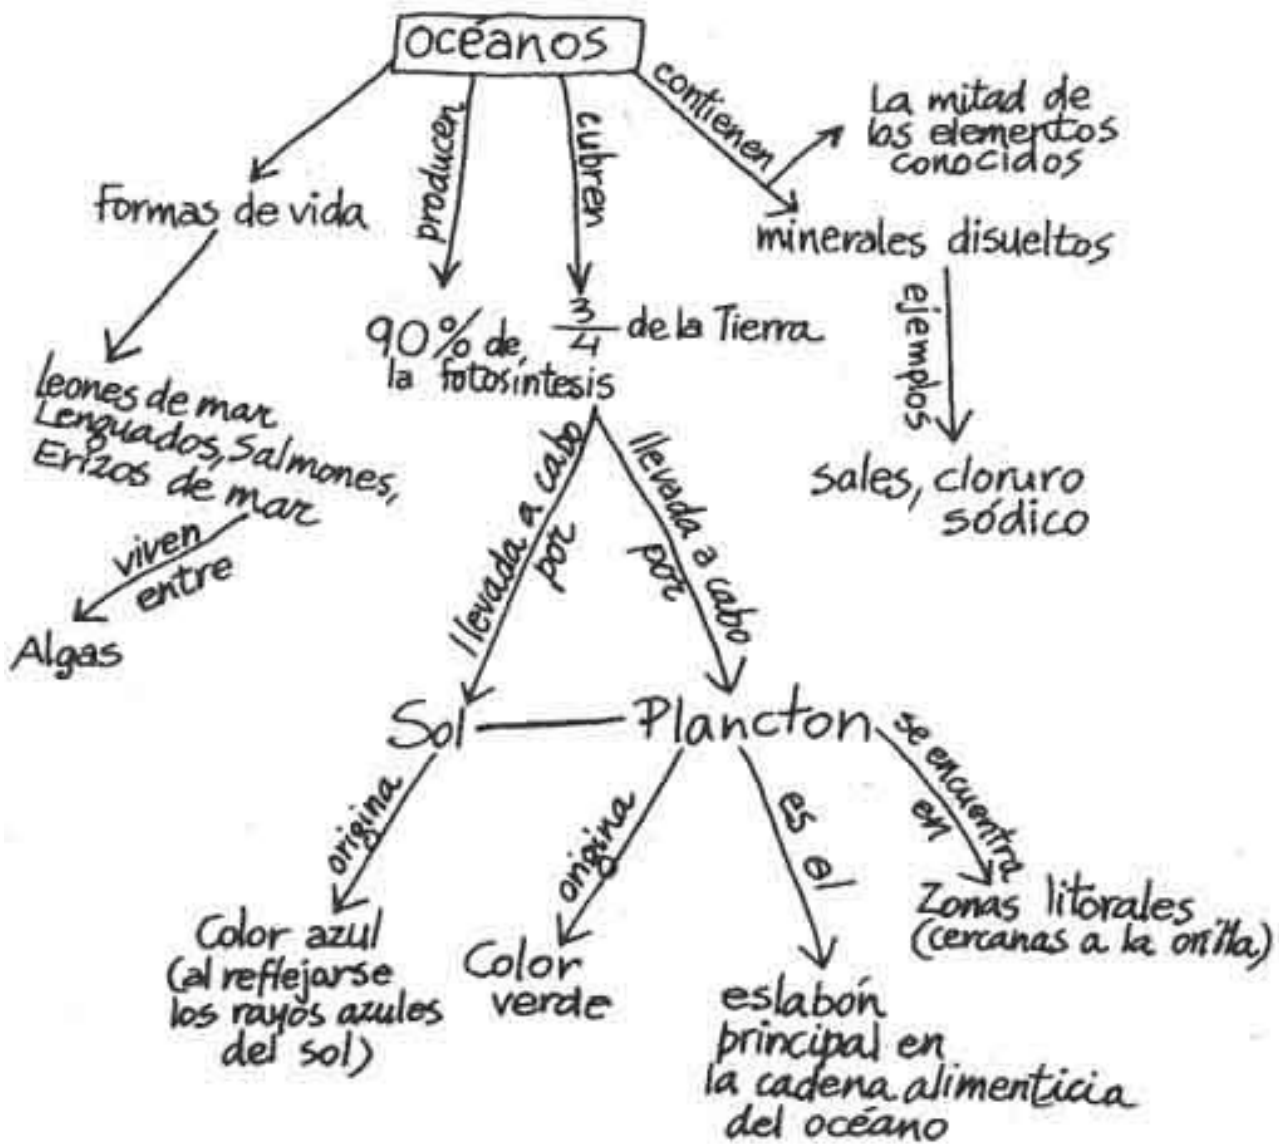 océanos
producen
cubren
contienen
La mitad de
los elementos
conocidos
Formas de vida
minerales disueltos
90% de
la fotosíntesis
3/4 de la Tierra
ejemplos
leones de mar
Lenguados, Salmones,
Erizos de mar
sales, cloruro
sódico
viven
entre
Algas
llevada a cabo
por
llevada a cabo
por
Sol
Plancton
origina
origina
es el
se encuentra
en
Color azul
(al reflejarse
los rayos azules
del sol)
Color
verde
eslabón
principal en
la cadena alimenticia
del océano
Zonas litorales
(cercanas a la orilla)